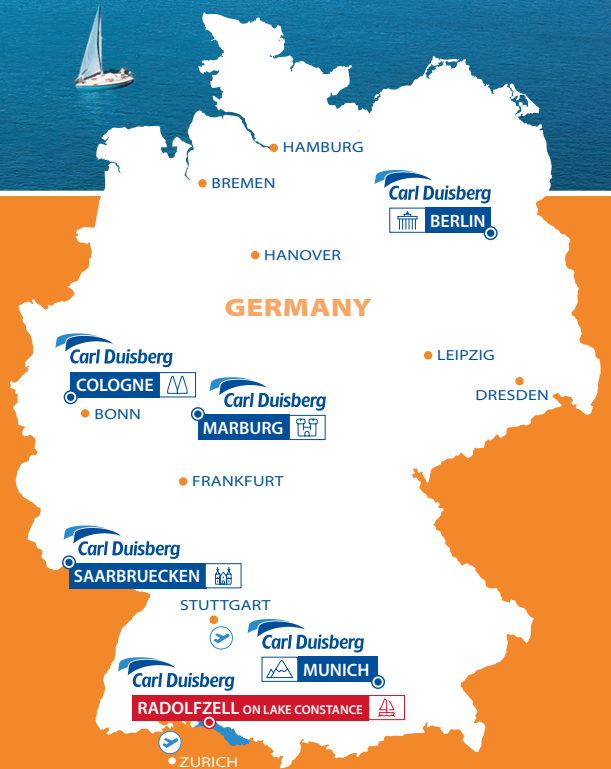 HAMBURG
BREMEN
Carl Duisberg
BERLIN
HANOVER
GERMANY
Carl Duisberg
COLOGNE
LEIPZIG
DRESDEN
Carl Duisberg
MARBURG
BONN
FRANKFURT
Carl Duisberg
SAARBRUECKEN
STUTTGART
Carl Duisberg
MUNICH
Carl Duisberg
RADOLFZELL ON LAKE CONSTANCE
ZURICH